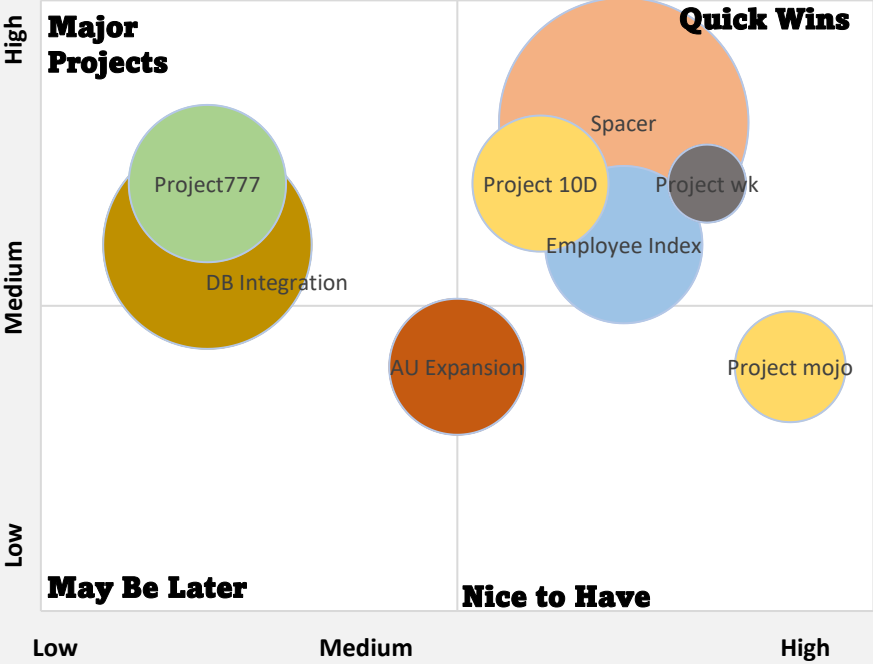 High
Major
Projects
Quick Wins
Spacer
Project777
Project 10D
Project wk
Employee Index
DB Integration
Medium
AU Expansion
Project mojo
Low
May Be Later
Nice to Have
Low
Medium
High